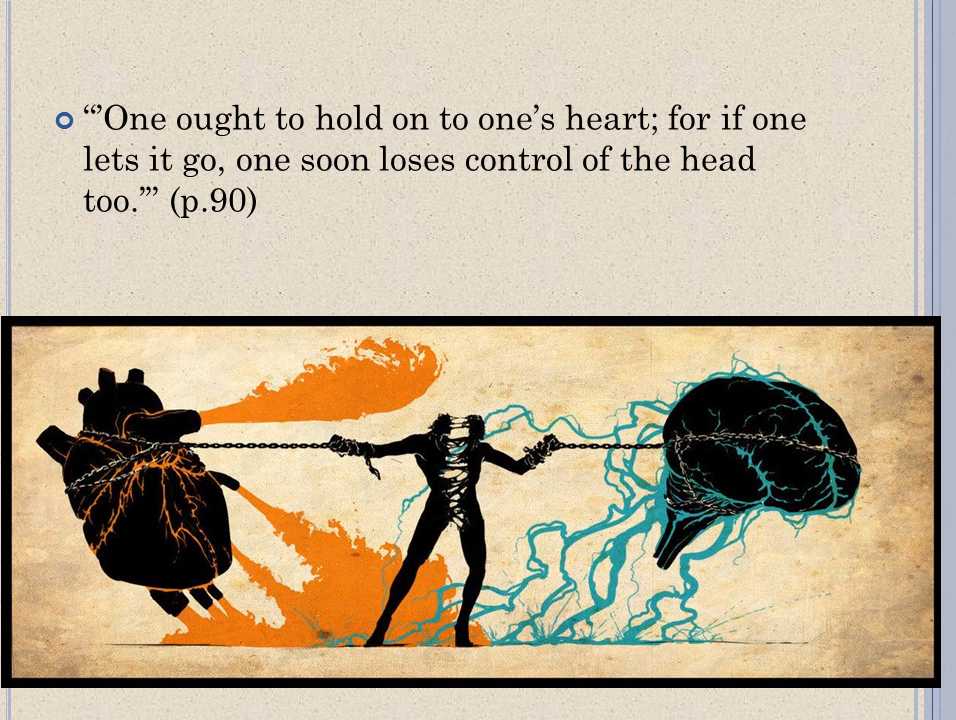 “’One ought to hold on to one’s heart; for if one
lets it go, one soon loses control of the head
too.’” (p.90)